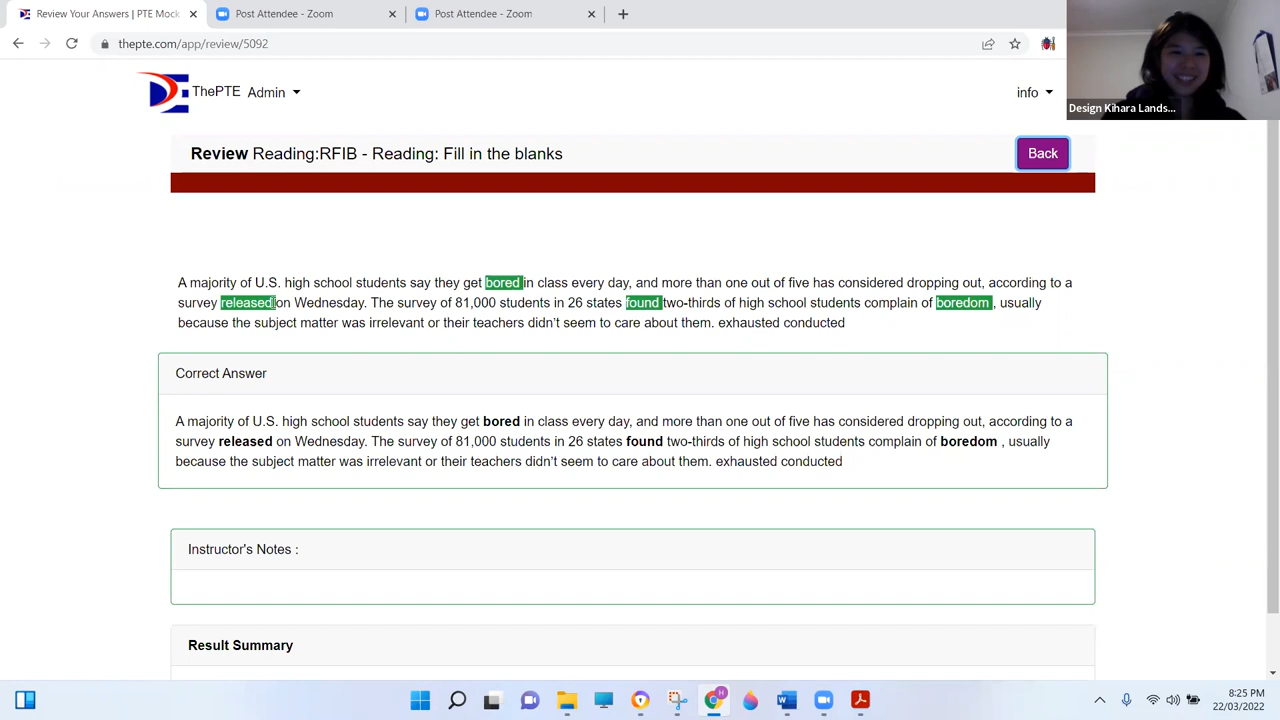 Review Your Answers | PTE Mock
Post Attendee - Zoom
Post Attendee - Zoom
thepte.com/app/review/5092
ThePTE Admin
info
Design Kihara Lands...
Review Reading:RFIB - Reading: Fill in the blanks
Back
A majority of U.S. high school students say they get bored in class every day, and more than one out of five has considered dropping out, according to a
survey released on Wednesday. The survey of 81,000 students in 26 states found two-thirds of high school students complain of boredom , usually
because the subject matter was irrelevant or their teachers didn’t seem to care about them. exhausted conducted
Correct Answer
A majority of U.S. high school students say they get bored in class every day, and more than one out of five has considered dropping out, according to a
survey released on Wednesday. The survey of 81,000 students in 26 states found two-thirds of high school students complain of boredom , usually
because the subject matter was irrelevant or their teachers didn’t seem to care about them. exhausted conducted
Instructor's Notes :
Result Summary
8:25 PM
22/03/2022